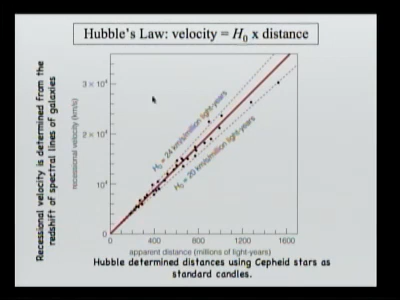 Hubble's Law: velocity = H₀ x distance
Recessional velocity is determined from the
redshift of spectral lines of galaxies
recessional velocity (km/s)
3 × 10⁴
2 × 10⁴
10⁴
0
H₀ = 24 km/s/million light-years
H₀ = 20 km/s/million light-years
0 400 800 1200 1600
apparent distance (millions of light-years)
Hubble determined distances using Cepheid stars as
standard candles.